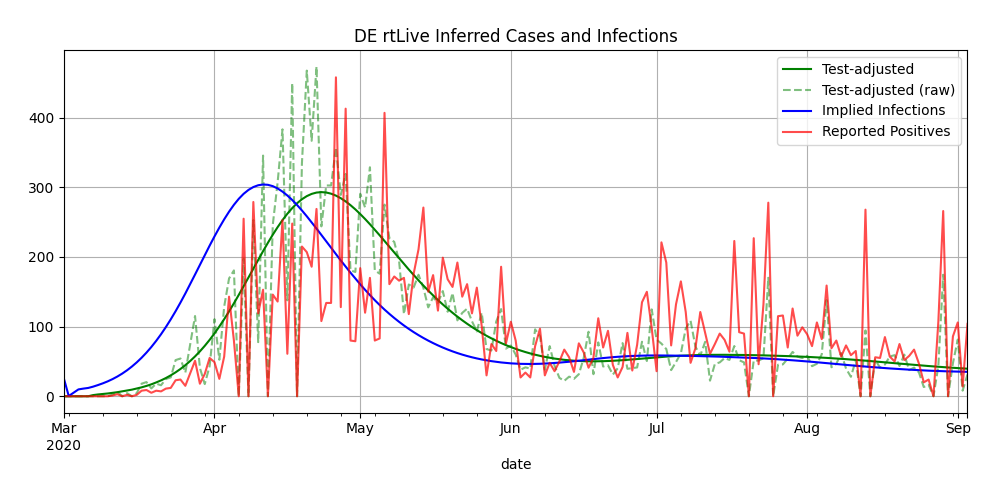 DE rtLive Inferred Cases and Infections
Test-adjusted
Test-adjusted (raw)
Implied Infections
Reported Positives
400
300
200
100
0
Mar Apr May Jun Jul Aug Sep
2020
date